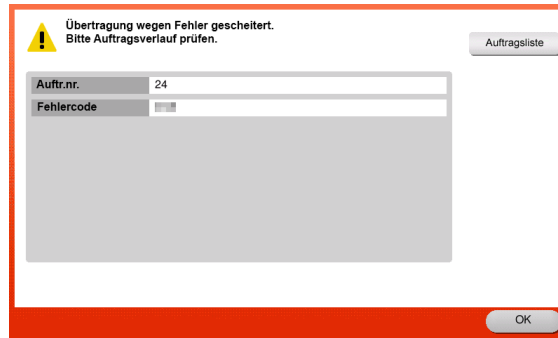 Übertragung wegen Fehler gescheitert.
Bitte Auftragsverlauf prüfen.
Auftragsliste
Auftr.nr. 24
Fehlercode
OK